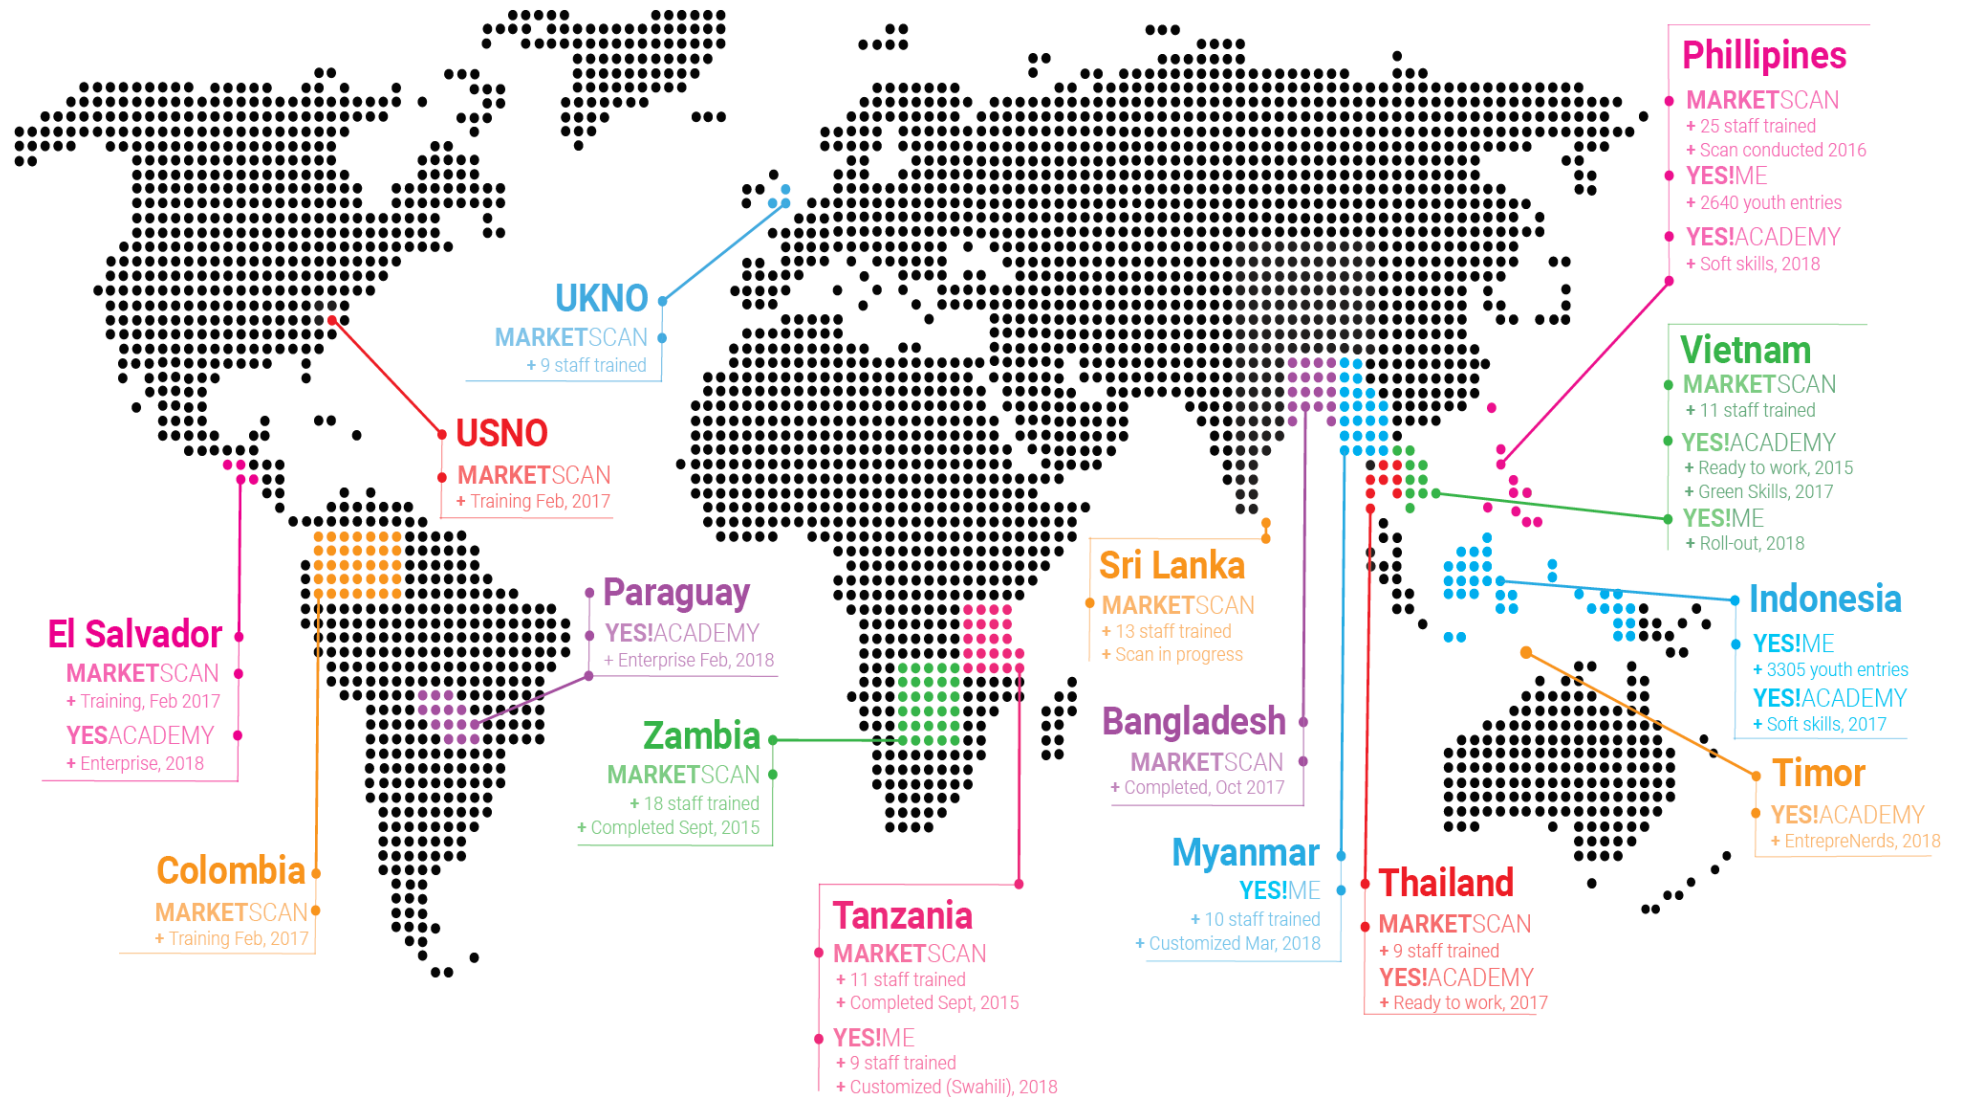 Phillipines
MARKETSCAN
+ 25 staff trained
+ Scan conducted 2016
YES!ME
+ 2640 youth entries
YES!ACADEMY
+ Soft skills, 2018
UKNO
MARKETSCAN
+ 9 staff trained
Vietnam
MARKETSCAN
+ 11 staff trained
YES!ACADEMY
+ Ready to work, 2015
+ Green Skills, 2017
YES!ME
+ Roll-out, 2018
USNO
MARKETSCAN
+ Training Feb, 2017
Sri Lanka
MARKETSCAN
+ 13 staff trained
+ Scan in progress
Paraguay
YES!ACADEMY
+ Enterprise Feb, 2018
Indonesia
YES!ME
+ 3305 youth entries
YES!ACADEMY
+ Soft skills, 2017
El Salvador
MARKETSCAN
+ Training, Feb 2017
YESACADEMY
+ Enterprise, 2018
Zambia
MARKETSCAN
+ 18 staff trained
+ Completed Sept, 2015
Bangladesh
MARKETSCAN
+ Completed, Oct 2017
Timor
YES!ACADEMY
+ EntrepreNerds, 2018
Colombia
MARKETSCAN
+ Training Feb, 2017
Myanmar
YES!ME
+ 10 staff trained
+ Customized Mar, 2018
Thailand
MARKETSCAN
+ 9 staff trained
YES!ACADEMY
+ Ready to work, 2017
Tanzania
MARKETSCAN
+ 11 staff trained
+ Completed Sept, 2015
YES!ME
+ 9 staff trained
+ Customized (Swahili), 2018